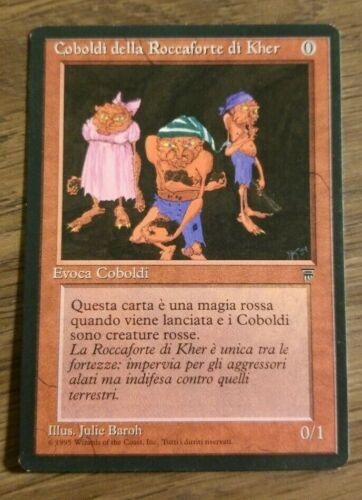 Coboldi della Roccaforte di Kher 0
Evoca Coboldi
Questa carta è una magia rossa
quando viene lanciata e i Coboldi
sono creature rosse.
La Roccaforte di Kher è unica tra le
fortezze: impervia per gli aggressori
alati ma indifesa contro quelli
terrestri.
Illus. Julie Baroh 0/1
© 1995 Wizards of the Coast, Inc., Tutti i diritti riservati.